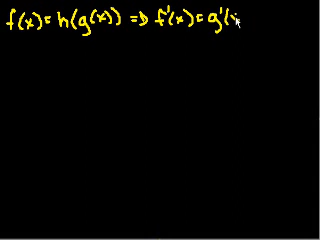 f(x)= h(g(x)) => f'(x)= g'(